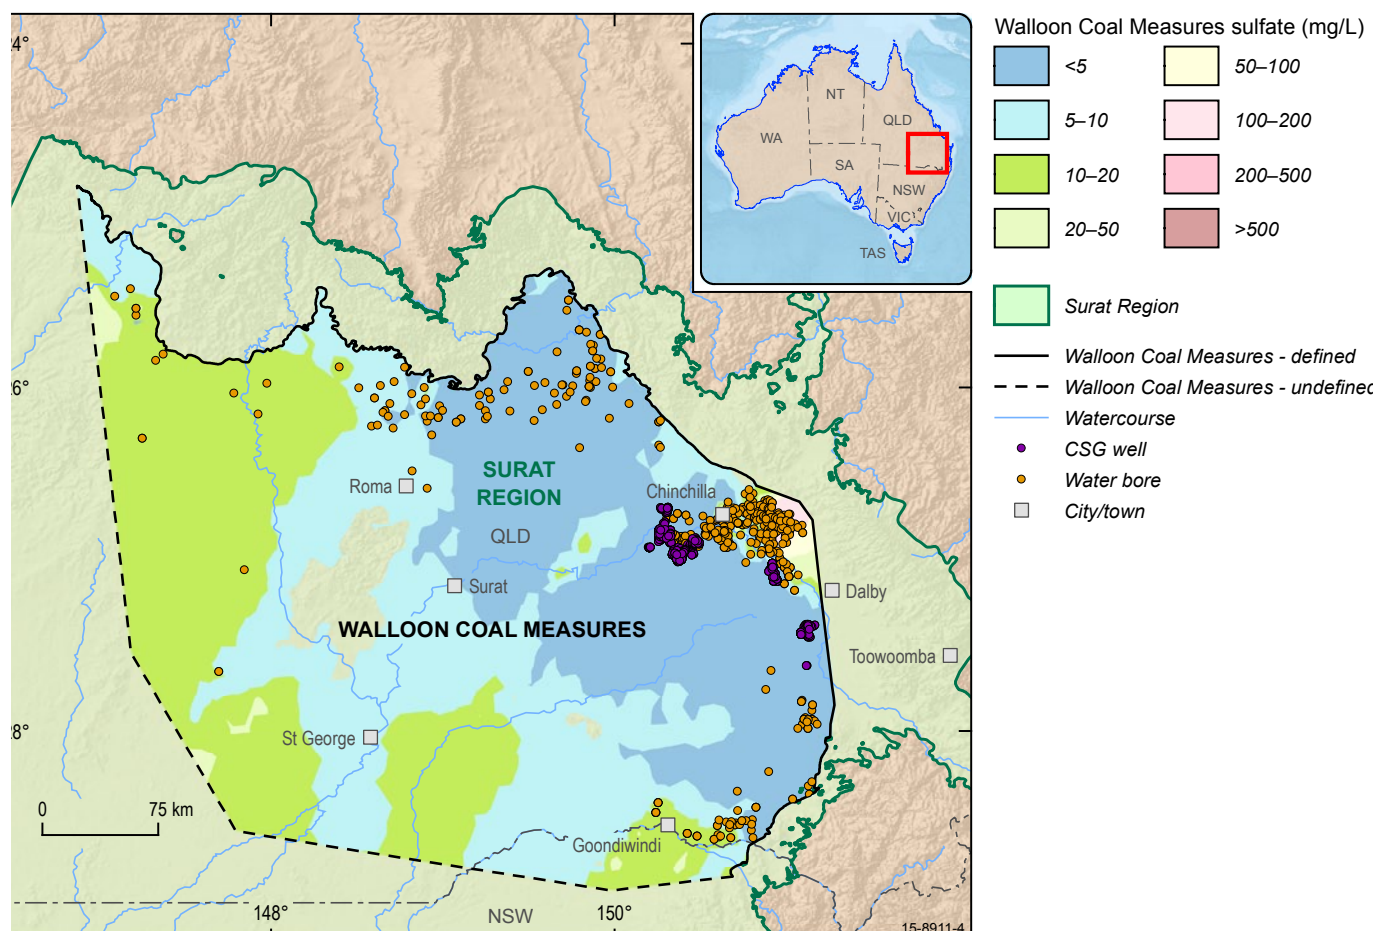 Walloon Coal Measures sulfate (mg/L)
<5
5–10
10–20
20–50
50–100
100–200
200–500
>500
Surat Region
Walloon Coal Measures - defined
Walloon Coal Measures - undefined
Watercourse
CSG well
Water bore
City/town
NT
QLD
WA
SA
NSW
VIC
TAS
24°
26°
28°
148°
150°
SURAT
REGION
QLD
Roma
Chinchilla
Surat
Dalby
WALLOON COAL MEASURES
Toowoomba
St George
0 75 km
Goondiwindi
NSW
15-8911-4